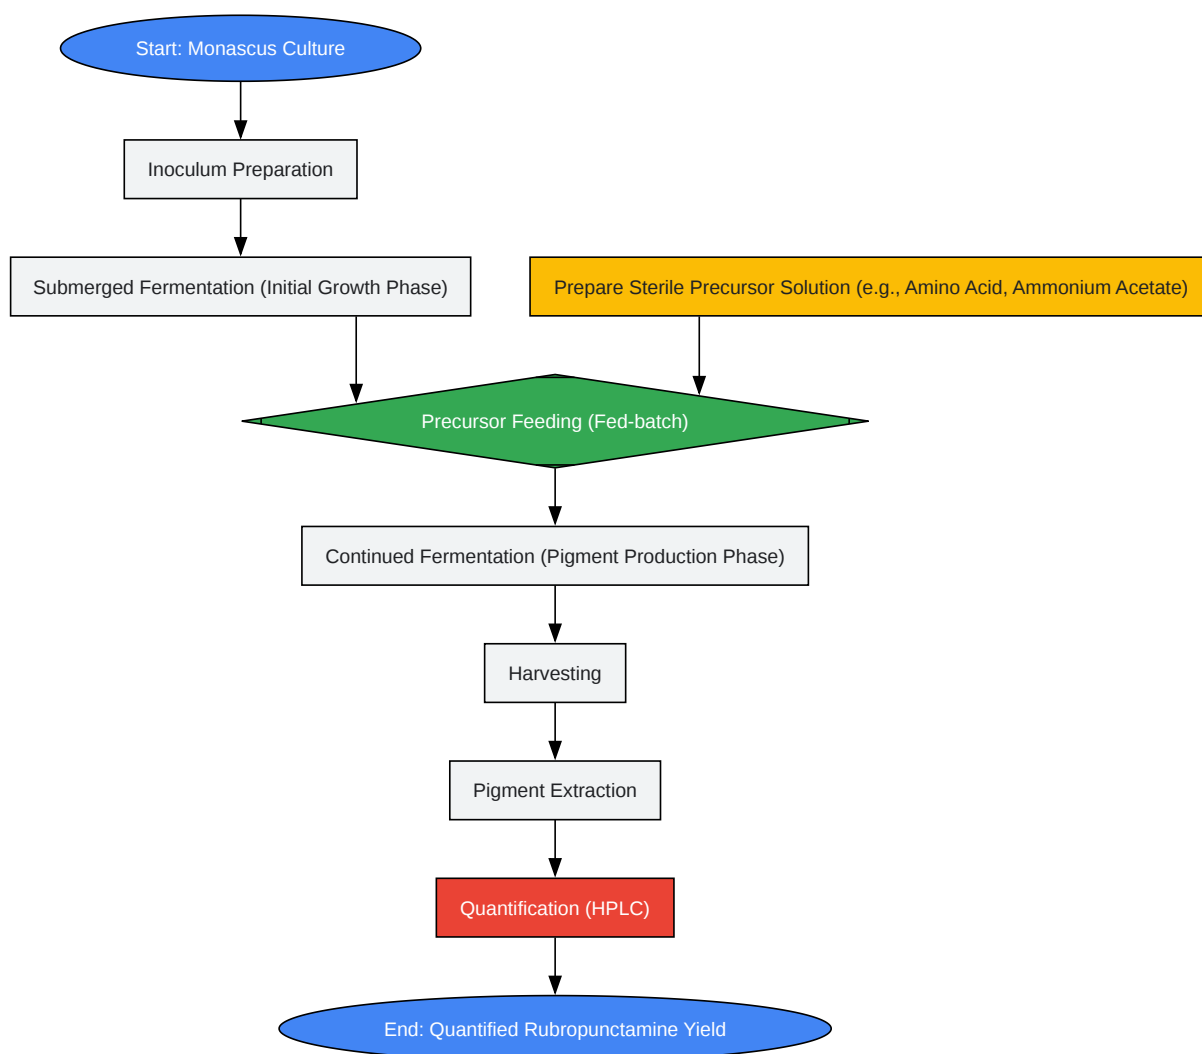 Start: Monascus Culture
Inoculum Preparation
Submerged Fermentation (Initial Growth Phase)
Prepare Sterile Precursor Solution (e.g., Amino Acid, Ammonium Acetate)
Precursor Feeding (Fed-batch)
Continued Fermentation (Pigment Production Phase)
Harvesting
Pigment Extraction
Quantification (HPLC)
End: Quantified Rubropunctamine Yield